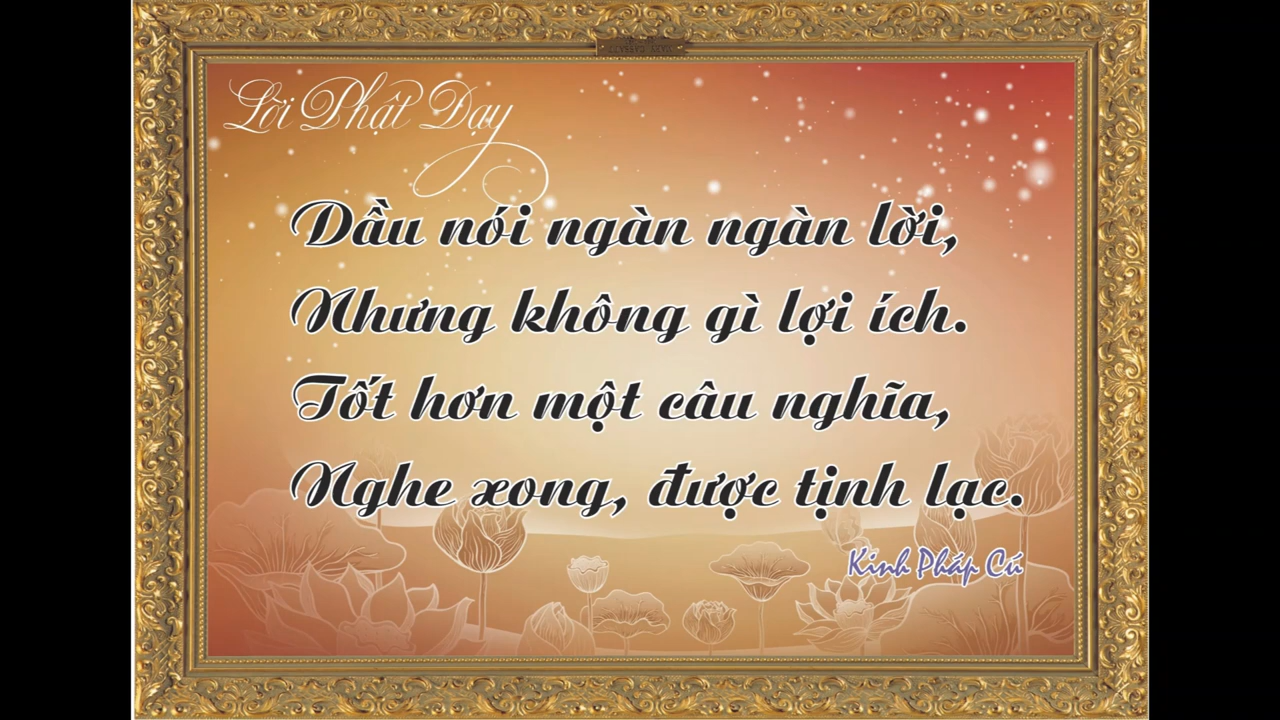 Lời Phật Dạy
Dầu nói ngàn ngàn lời,
Nhưng không gì lợi ích.
Tốt hơn một câu nghĩa,
Nghe xong, được tịnh lạc.
Kinh Pháp Cú